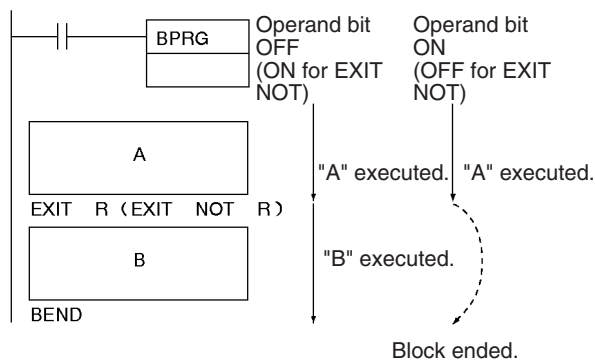 BPRG
Operand bit
OFF
(ON for EXIT
NOT)
Operand bit
ON
(OFF for EXIT
NOT)
A
"A" executed.
"A" executed.
EXIT R (EXIT NOT R)
B
"B" executed.
BEND
Block ended.